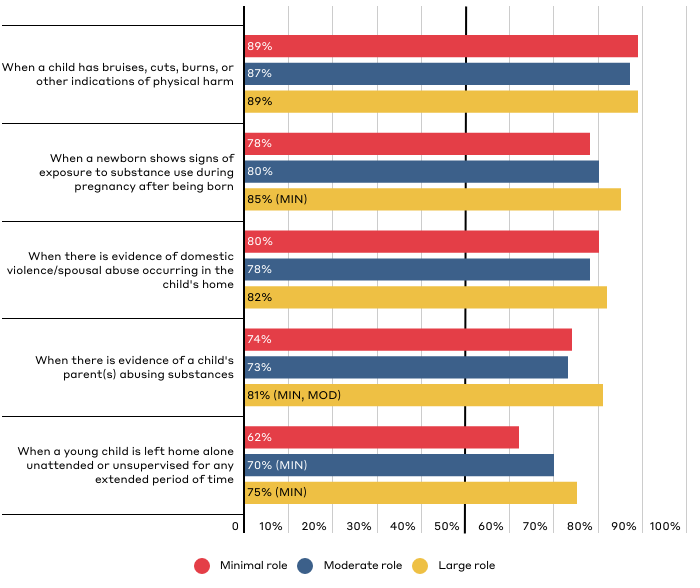 When a child has bruises, cuts, burns, or
other indications of physical harm
89%
87%
89%
When a newborn shows signs of
exposure to substance use during
pregnancy after being born
78%
80%
85% (MIN)
When there is evidence of domestic
violence/spousal abuse occurring in the
child's home
80%
78%
82%
When there is evidence of a child's
parent(s) abusing substances
74%
73%
81% (MIN, MOD)
When a young child is left home alone
unattended or unsupervised for any
extended period of time
62%
70% (MIN)
75% (MIN)
0 10% 20% 30% 40% 50% 60% 70% 80% 90% 100%
Minimal role Moderate role Large role